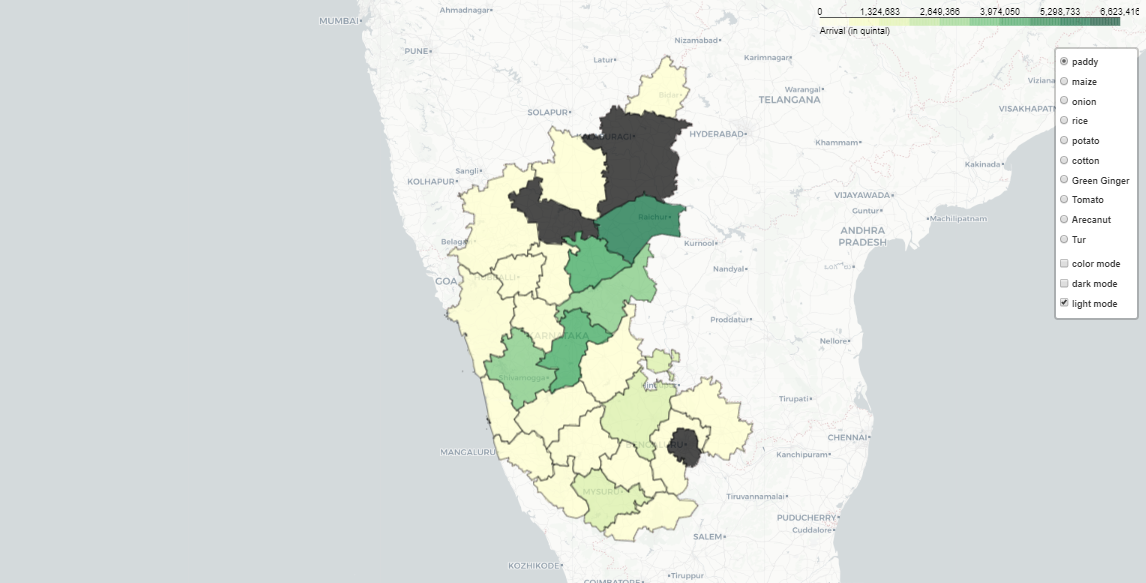 0 1,324,683 2,649,366 3,974,050 5,298,733 6,623,416
Arrival (in quintal)
paddy
maize
onion
rice
potato
cotton
Green Ginger
Tomato
Arecanut
Tur
color mode
dark mode
light mode
Ahmadnagar
MUMBAI
Nizamabad
PUNE
Latur
Karimnagar
Warangal
TELANGANA
Bidar
VISAKHAPATN
SOLAPUR
HYDERABAD
Khammam
Kakinada
Sangli
KOLHAPUR
VIJAYAWADA
Guntur
Machilipatnam
Raichur
ANDHRA
PRADESH
Kurnool
Nandyal
GOA
Proddatur
KARNATAKA
Nellore
Shivamogga
Tirupati
CHENNAI
MANGALURU
Kanchipuram
MYSURU
Tiruvannamalai
PUDUCHERRY
Cuddalore
SALEM
KOZHIKODE
Tiruppur
COIMBATORE